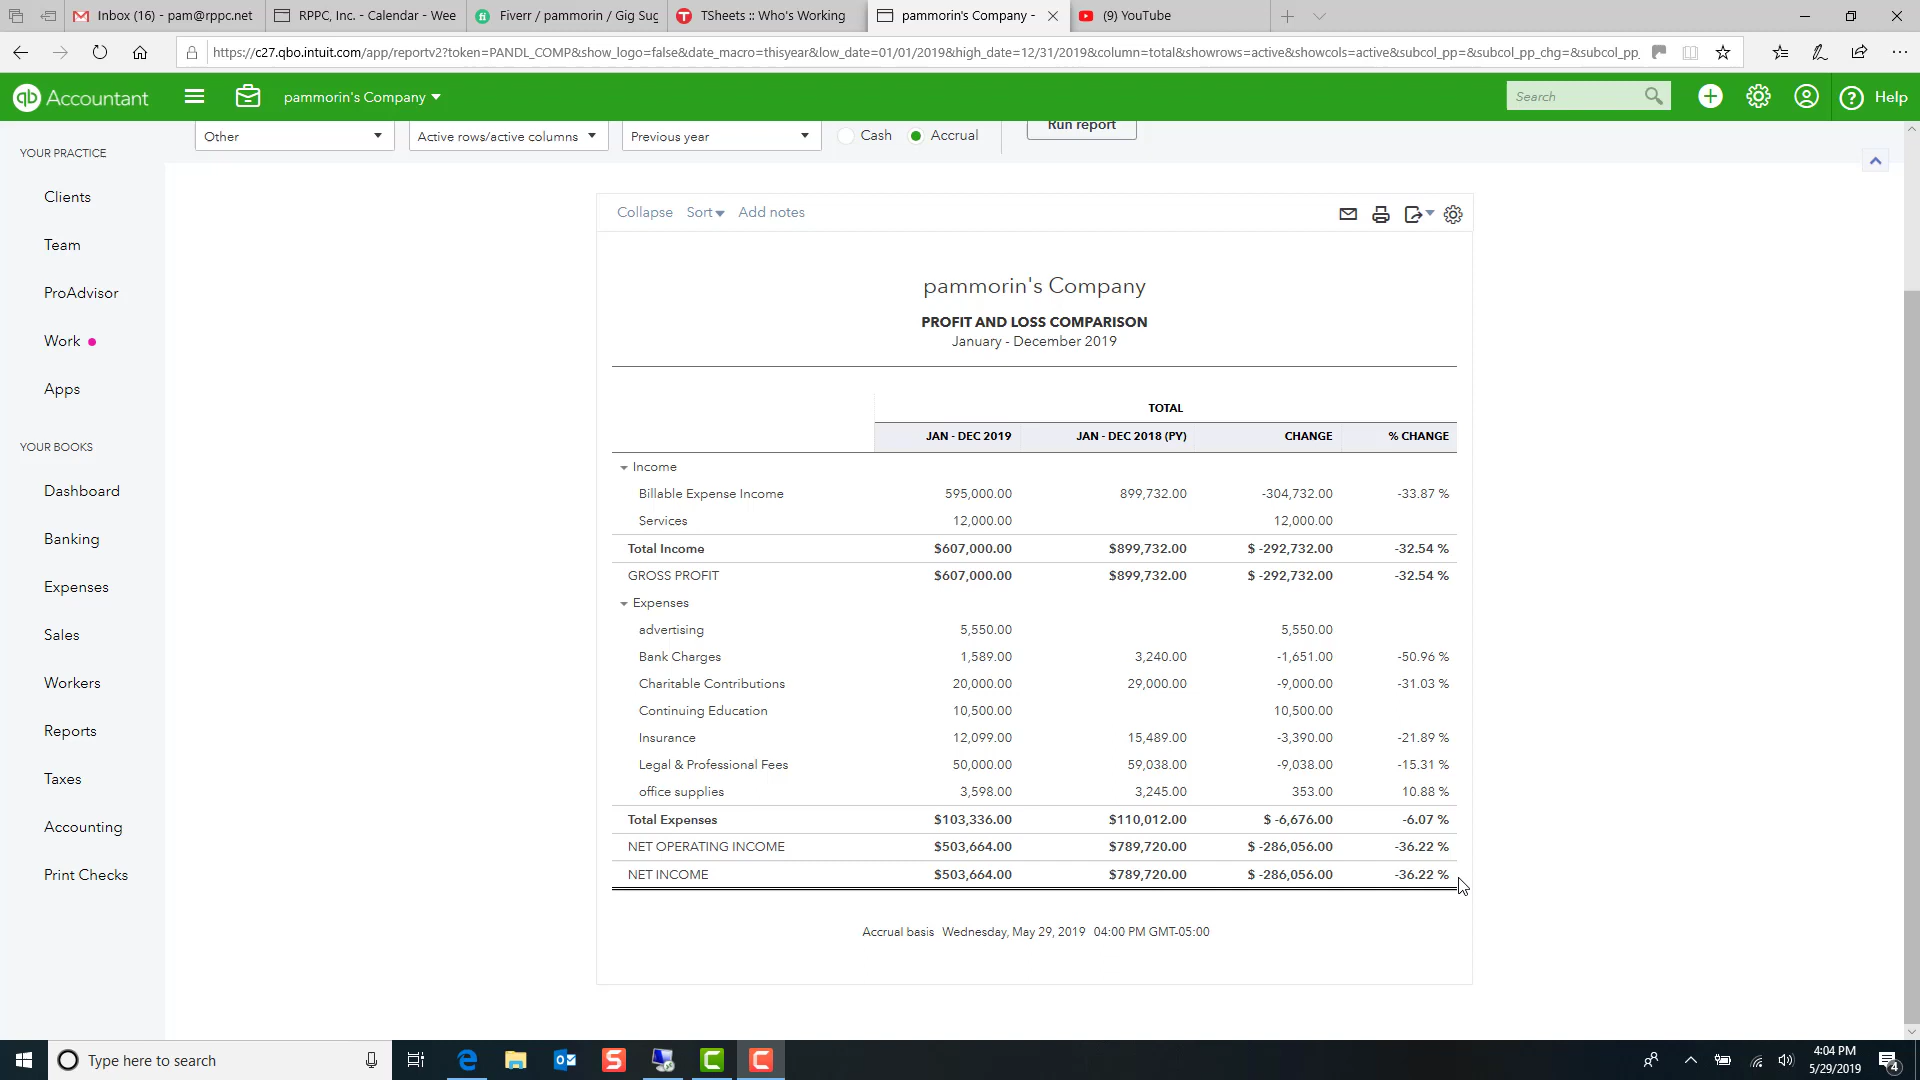 Inbox (16) - pam@rppc.net
RPPC, Inc. - Calendar - Wee
Fiverr / pammorin / Gig Sug
TSheets :: Who's Working
pammorin's Company -
(9) YouTube
https://c27.qbo.intuit.com/app/reportv2?token=PANDL_COMP&show_logo=false&date_macro=thisyear&low_date=01/01/2019&high_date=12/31/2019&column=total&showrows=active&showcols=active&subcol_pp=&subcol_pp_chg=&subcol_pp_
qb Accountant
pammorin's Company
Search
Help
Other
Active rows/active columns
Previous year
Cash
Accrual
Run report
YOUR PRACTICE
Clients
Team
ProAdvisor
Work
Apps
YOUR BOOKS
Dashboard
Banking
Expenses
Sales
Workers
Reports
Taxes
Accounting
Print Checks
Collapse Sort Add notes
pammorin's Company
PROFIT AND LOSS COMPARISON
January - December 2019
TOTAL
JAN - DEC 2019 JAN - DEC 2018 (PY) CHANGE % CHANGE
Income
Billable Expense Income 595,000.00 899,732.00 -304,732.00 -33.87 %
Services 12,000.00 12,000.00
Total Income $607,000.00 $899,732.00 $ -292,732.00 -32.54 %
GROSS PROFIT $607,000.00 $899,732.00 $ -292,732.00 -32.54 %
Expenses
advertising 5,550.00 5,550.00
Bank Charges 1,589.00 3,240.00 -1,651.00 -50.96 %
Charitable Contributions 20,000.00 29,000.00 -9,000.00 -31.03 %
Continuing Education 10,500.00 10,500.00
Insurance 12,099.00 15,489.00 -3,390.00 -21.89 %
Legal & Professional Fees 50,000.00 59,038.00 -9,038.00 -15.31 %
office supplies 3,598.00 3,245.00 353.00 10.88 %
Total Expenses $103,336.00 $110,012.00 $ -6,676.00 -6.07 %
NET OPERATING INCOME $503,664.00 $789,720.00 $ -286,056.00 -36.22 %
NET INCOME $503,664.00 $789,720.00 $ -286,056.00 -36.22 %
Accrual basis Wednesday, May 29, 2019 04:00 PM GMT-05:00
Type here to search
4:04 PM
5/29/2019
4